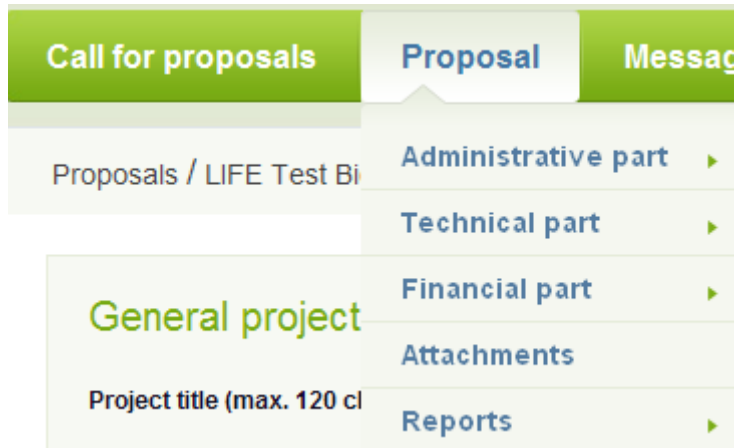 Call for proposals Proposal
Administrative part
Proposals / LIFE Test
Technical part
Financial part
General project
Attachments
Project title (max. 120
Reports